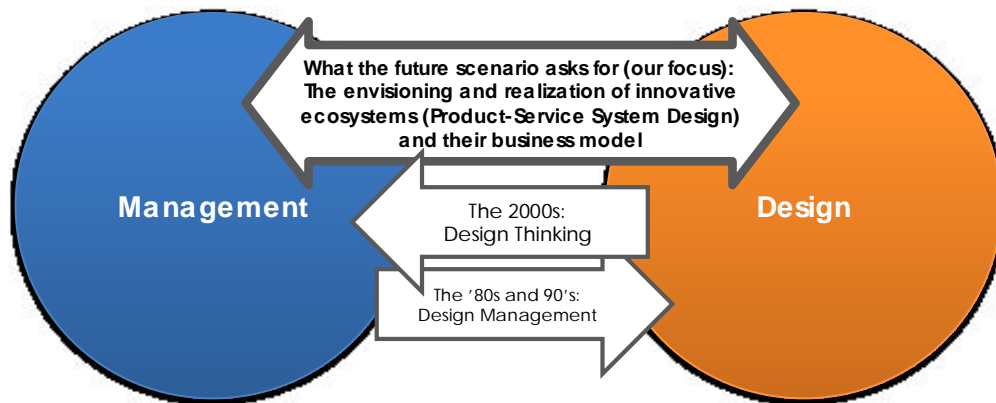 What the future scenario asks for (our focus):
The envisioning and realization of innovative
ecosystems (Product-Service System Design)
and their business model
Management
Design
The 2000s:
Design Thinking
The '80s and 90's:
Design Management